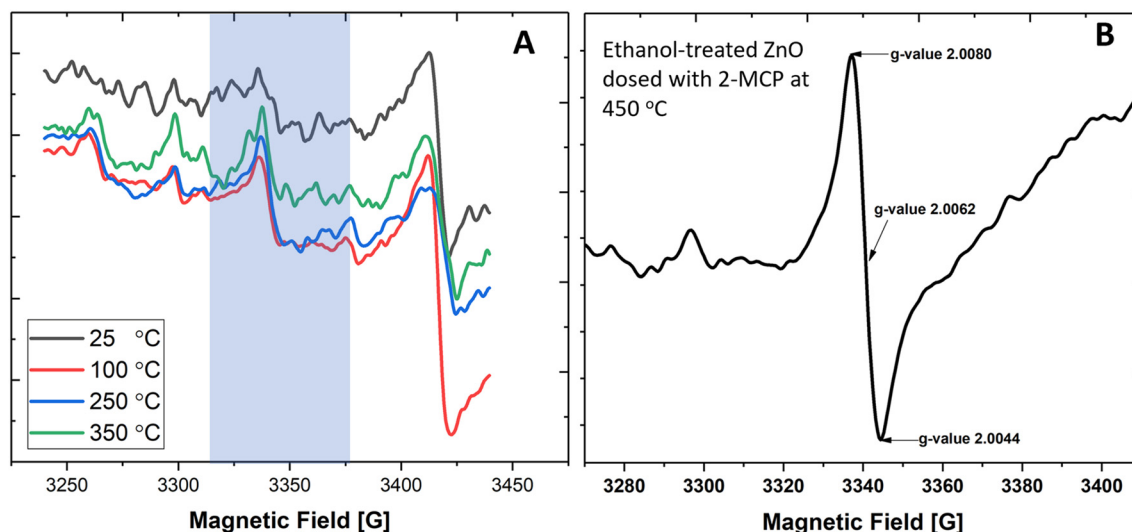 A
25 °C
100 °C
250 °C
350 °C
3250
3300
3350
3400
3450
Magnetic Field [G]
B
Ethanol-treated ZnO
dosed with 2-MCP at
450 °C
g-value 2.0080
g-value 2.0062
g-value 2.0044
3280
3300
3320
3340
3360
3380
3400
Magnetic Field [G]